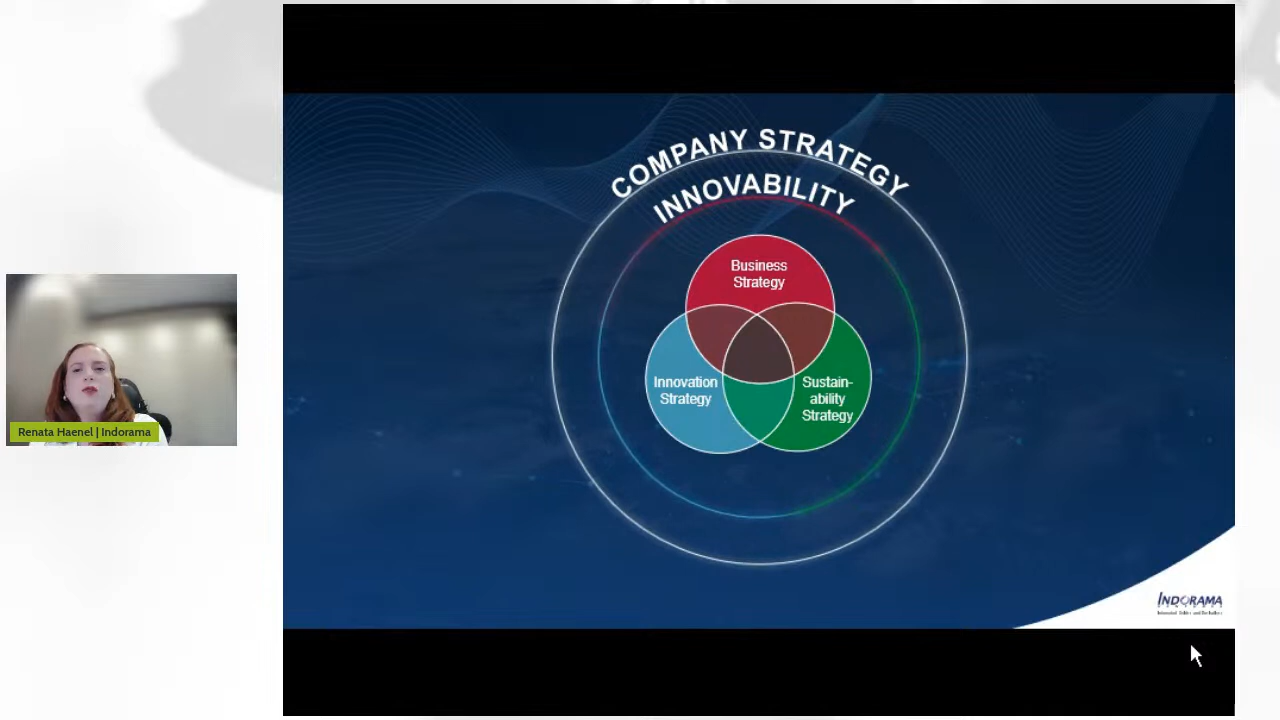 COMPANY STRATEGY
INNOVABILITY
Business
Strategy
Innovation
Strategy
Sustain-
ability
Strategy
Renata Haenel | Indorama
INDORAMA